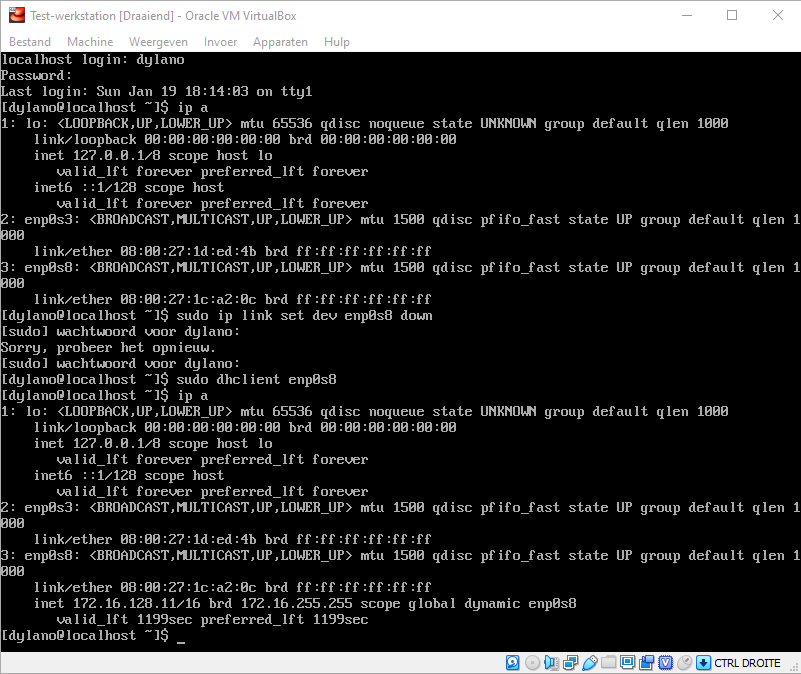 Test-werkstation [Draaiend] - Oracle VM VirtualBox
Bestand Machine Weergeven Invoer Apparaten Hulp
localhost login: dylano
Password:
Last login: Sun Jan 19 18:14:03 on tty1
[dylano@localhost ~]$ ip a
1: lo: <LOOPBACK,UP,LOWER_UP> mtu 65536 qdisc noqueue state UNKNOWN group default qlen 1000
    link/loopback 00:00:00:00:00:00 brd 00:00:00:00:00:00
    inet 127.0.0.1/8 scope host lo
       valid_lft forever preferred_lft forever
    inet6 ::1/128 scope host
       valid_lft forever preferred_lft forever
2: enp0s3: <BROADCAST,MULTICAST,UP,LOWER_UP> mtu 1500 qdisc pfifo_fast state UP group default qlen 1
000
    link/ether 08:00:27:1d:ed:4b brd ff:ff:ff:ff:ff:ff
3: enp0s8: <BROADCAST,MULTICAST,UP,LOWER_UP> mtu 1500 qdisc pfifo_fast state UP group default qlen 1
000
    link/ether 08:00:27:1c:a2:0c brd ff:ff:ff:ff:ff:ff
[dylano@localhost ~]$ sudo ip link set dev enp0s8 down
[sudo] wachtwoord voor dylano:
Sorry, probeer het opnieuw.
[sudo] wachtwoord voor dylano:
[dylano@localhost ~]$ sudo dhclient enp0s8
[dylano@localhost ~]$ ip a
1: lo: <LOOPBACK,UP,LOWER_UP> mtu 65536 qdisc noqueue state UNKNOWN group default qlen 1000
    link/loopback 00:00:00:00:00:00 brd 00:00:00:00:00:00
    inet 127.0.0.1/8 scope host lo
       valid_lft forever preferred_lft forever
    inet6 ::1/128 scope host
       valid_lft forever preferred_lft forever
2: enp0s3: <BROADCAST,MULTICAST,UP,LOWER_UP> mtu 1500 qdisc pfifo_fast state UP group default qlen 1
000
    link/ether 08:00:27:1d:ed:4b brd ff:ff:ff:ff:ff:ff
3: enp0s8: <BROADCAST,MULTICAST,UP,LOWER_UP> mtu 1500 qdisc pfifo_fast state UP group default qlen 1
000
    link/ether 08:00:27:1c:a2:0c brd ff:ff:ff:ff:ff:ff
    inet 172.16.128.11/16 brd 172.16.255.255 scope global dynamic enp0s8
       valid_lft 1199sec preferred_lft 1199sec
[dylano@localhost ~]$ _
CTRL DROITE